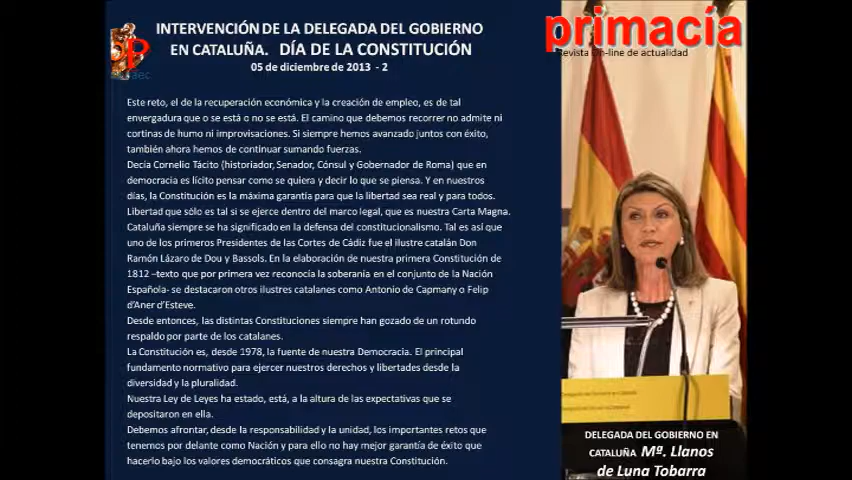 INTERVENCIÓN DE LA DELEGADA DEL GOBIERNO
EN CATALUÑA. DÍA DE LA CONSTITUCIÓN
05 de diciembre de 2013 - 2
primacía
Revista On-line de actualidad
Este reto, el de la recuperación económica y la creación de empleo, es de tal
envergadura que o se está o no se está. El camino que debemos recorrer no admite ni
cortinas de humo ni improvisaciones. Si siempre hemos avanzado juntos con éxito,
también ahora hemos de continuar sumando fuerzas.
Decía Cornelio Tácito (historiador, Senador, Cónsul y Gobernador de Roma) que en
democracia es lícito pensar como se quiera y decir lo que se piensa. Y en nuestros
días, la Constitución es la máxima garantía para que la libertad sea real y para todos.
Libertad que sólo es tal si se ejerce dentro del marco legal, que es nuestra Carta Magna.
Cataluña siempre se ha significado en la defensa del constitucionalismo. Tal es así que
uno de los primeros Presidentes de las Cortes de Cádiz fue el ilustre catalán Don
Ramón Lázaro de Dou y Bassols. En la elaboración de nuestra primera Constitución de
1812 –texto que por primera vez reconocía la soberanía en el conjunto de la Nación
Española- se destacaron otros ilustres catalanes como Antonio de Capmany o Felip
d'Aner d'Esteve.
Desde entonces, las distintas Constituciones siempre han gozado de un rotundo
respaldo por parte de los catalanes.
La Constitución es, desde 1978, la fuente de nuestra Democracia. El principal
fundamento normativo para ejercer nuestros derechos y libertades desde la
diversidad y la pluralidad.
Nuestra Ley de Leyes ha estado, está, a la altura de las expectativas que se
depositaron en ella.
Debemos afrontar, desde la responsabilidad y la unidad, los importantes retos que
tenemos por delante como Nación y para ello no hay mejor garantía de éxito que
hacerlo bajo los valores democráticos que consagra nuestra Constitución.
DELEGADA DEL GOBIERNO EN
CATALUÑA Mª. Llanos
de Luna Tobarra